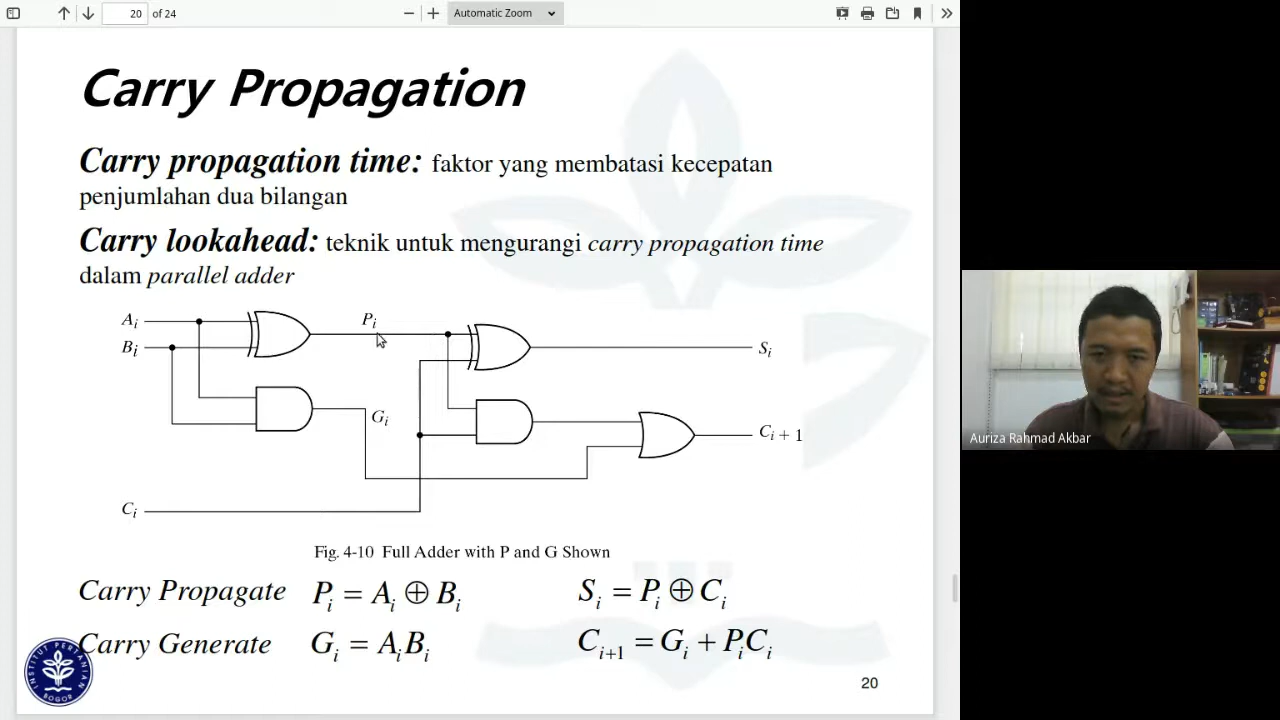 20 of 24
Automatic Zoom
Carry Propagation
Carry propagation time: faktor yang membatasi kecepatan
penjumlahan dua bilangan
Carry lookahead: teknik untuk mengurangi carry propagation time
dalam parallel adder
Aᵢ
Bᵢ
Pᵢ
Sᵢ
Gᵢ
Cᵢ + 1
Cᵢ
Fig. 4-10 Full Adder with P and G Shown
Carry Propagate Pᵢ = Aᵢ ⊕ Bᵢ Sᵢ = Pᵢ ⊕ Cᵢ
Carry Generate Gᵢ = AᵢBᵢ Cᵢ₊₁ = Gᵢ + PᵢCᵢ
INSTITUT PERTANIAN
BOGOR
20
Auriza Rahmad Akbar